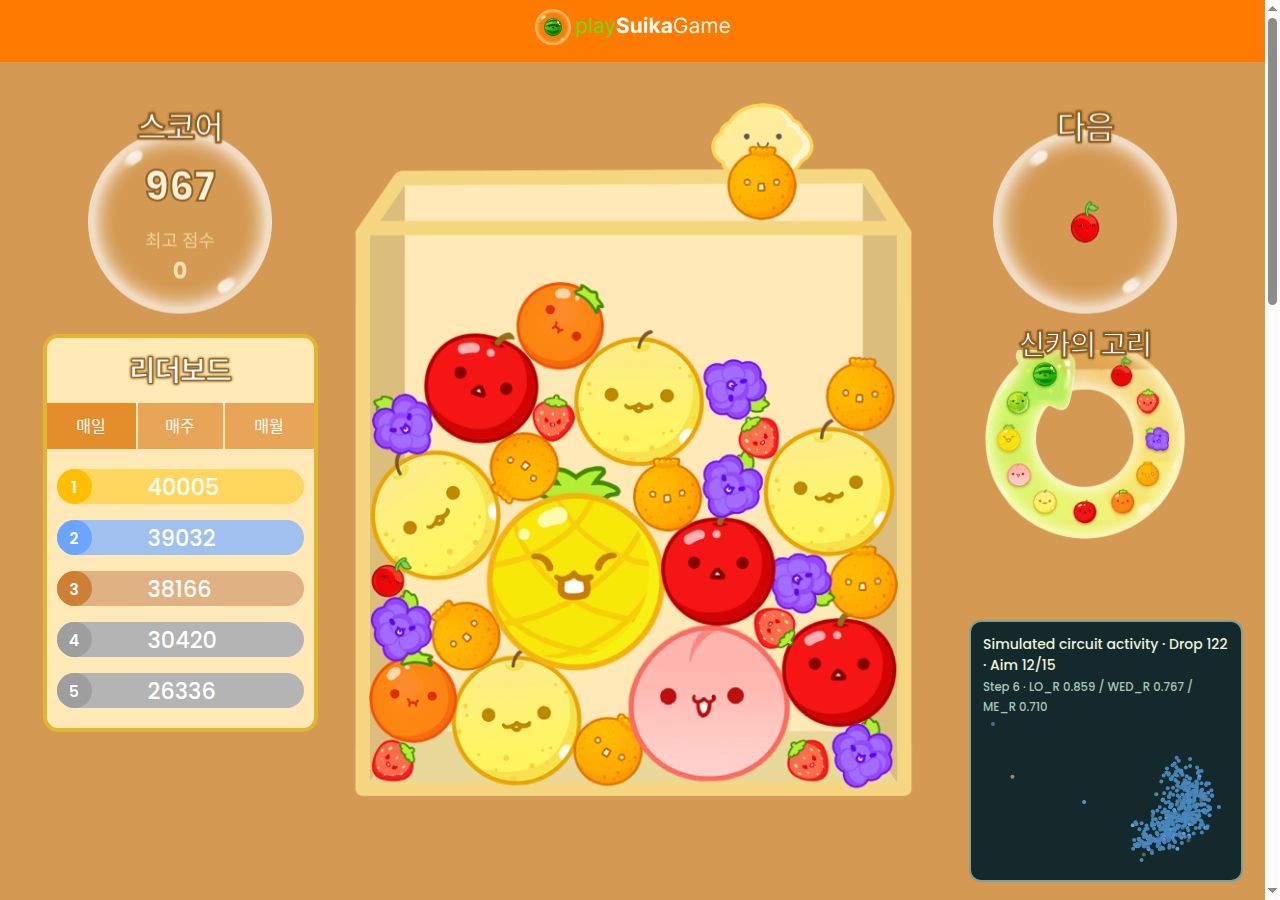 playSuikaGame
스코어
967
최고 점수
0
다음
신카의 고리
리더보드
매일 매주 매월
1 40005
2 39032
3 38166
4 30420
5 26336
Simulated circuit activity · Drop 122
· Aim 12/15
Step 6 · LO_R 0.859 / WED_R 0.767 /
ME_R 0.710